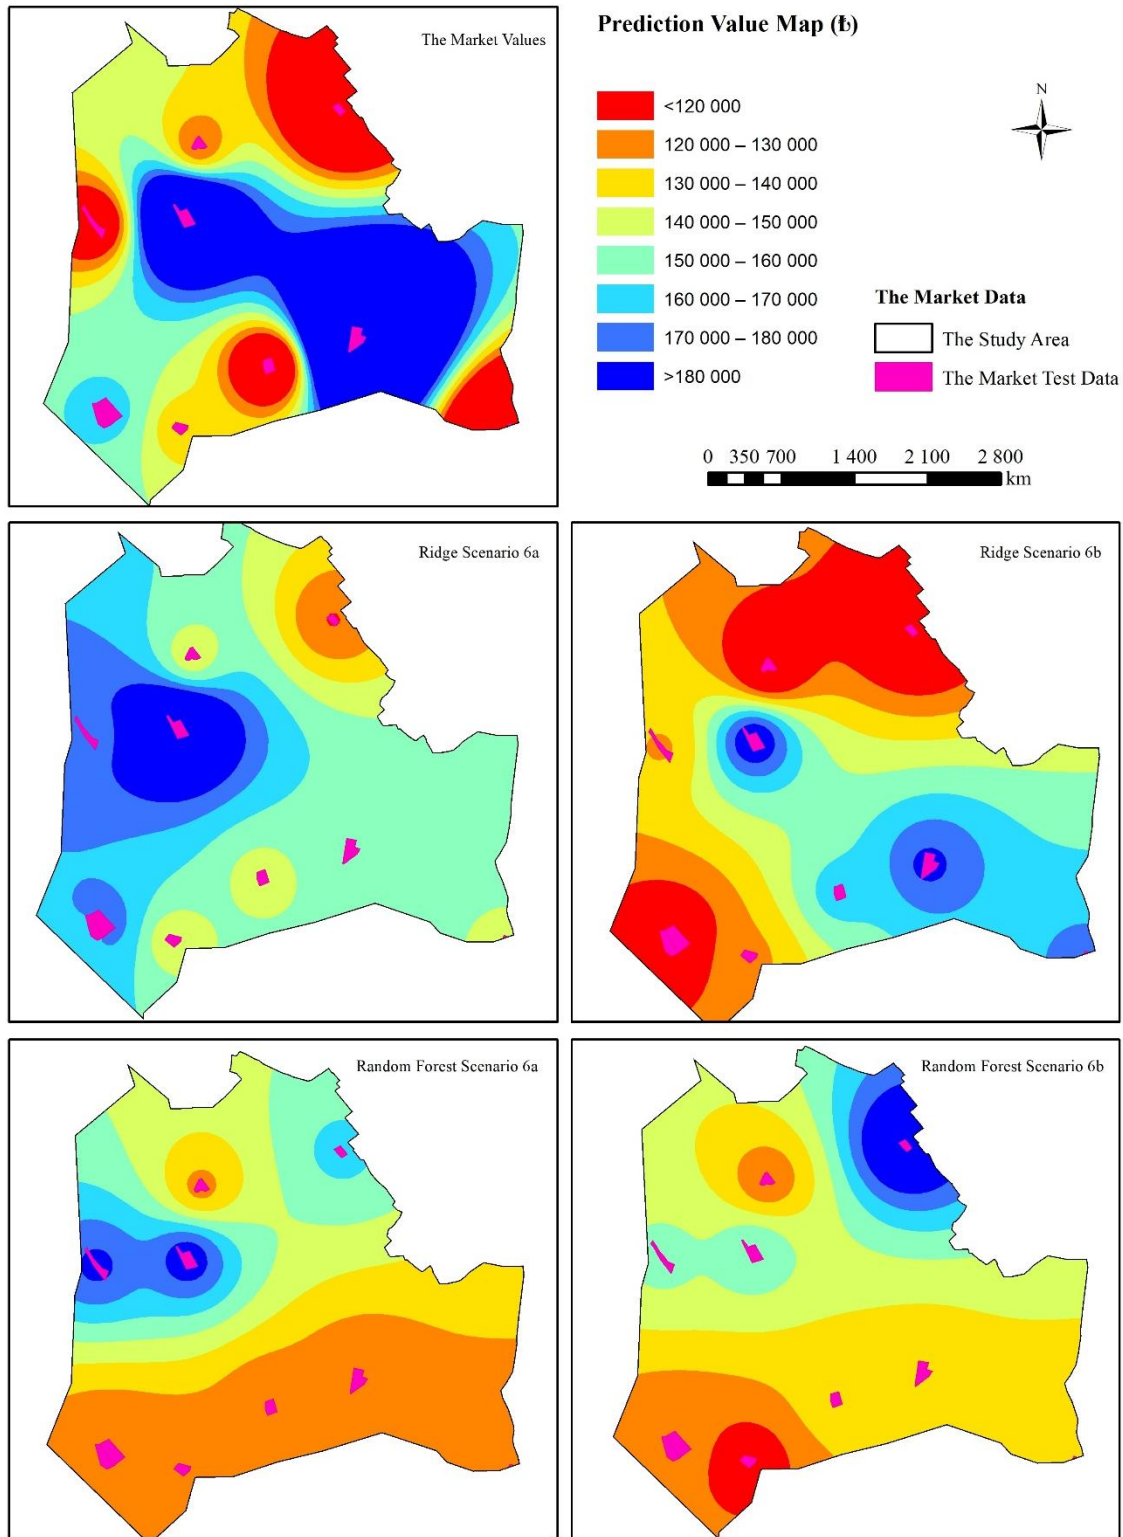 The Market Values
Prediction Value Map (₺)
N
<120 000
120 000 – 130 000
130 000 – 140 000
140 000 – 150 000
150 000 – 160 000
160 000 – 170 000
170 000 – 180 000
>180 000
The Market Data
The Study Area
The Market Test Data
0 350 700 1 400 2 100 2 800
km
Ridge Scenario 6a
Ridge Scenario 6b
Random Forest Scenario 6a
Random Forest Scenario 6b